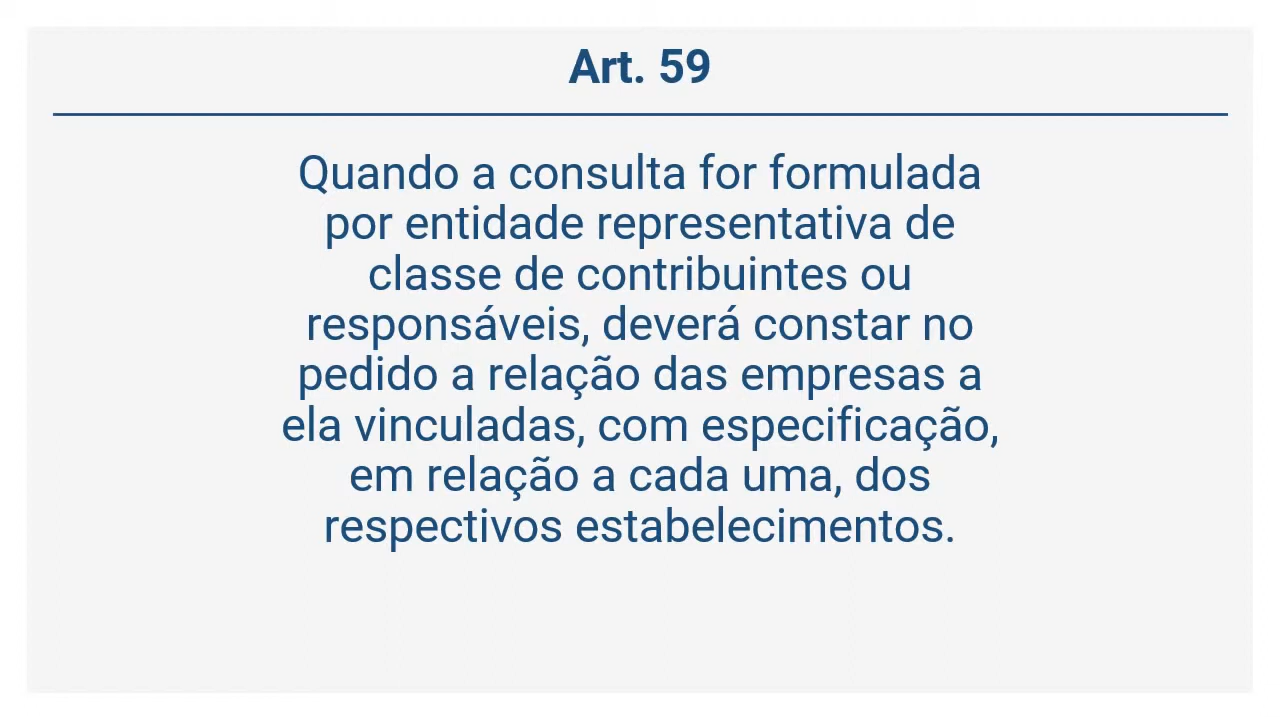 Art. 59
Quando a consulta for formulada
por entidade representativa de
classe de contribuintes ou
responsáveis, deverá constar no
pedido a relação das empresas a
ela vinculadas, com especificação,
em relação a cada uma, dos
respectivos estabelecimentos.